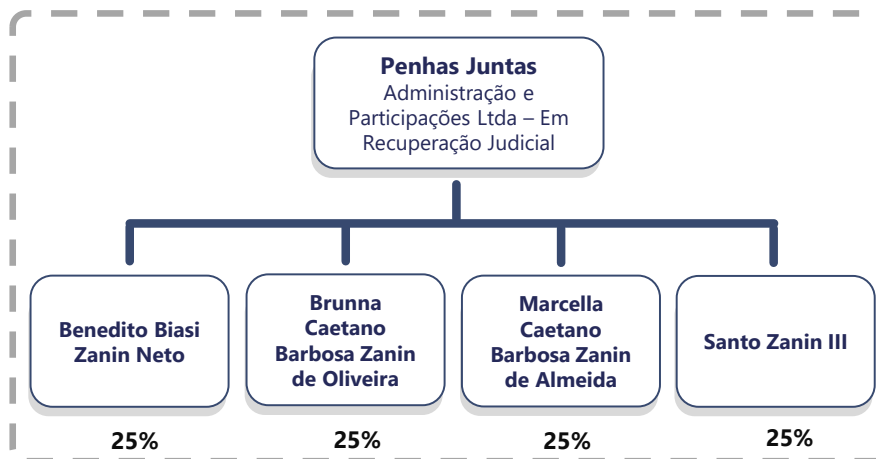 Penhas Juntas
Administração e
Participações Ltda – Em
Recuperação Judicial
Benedito Biasi
Zanin Neto
Brunna
Caetano
Barbosa Zanin
de Oliveira
Marcella
Caetano
Barbosa Zanin
de Almeida
Santo Zanin III
25%
25%
25%
25%